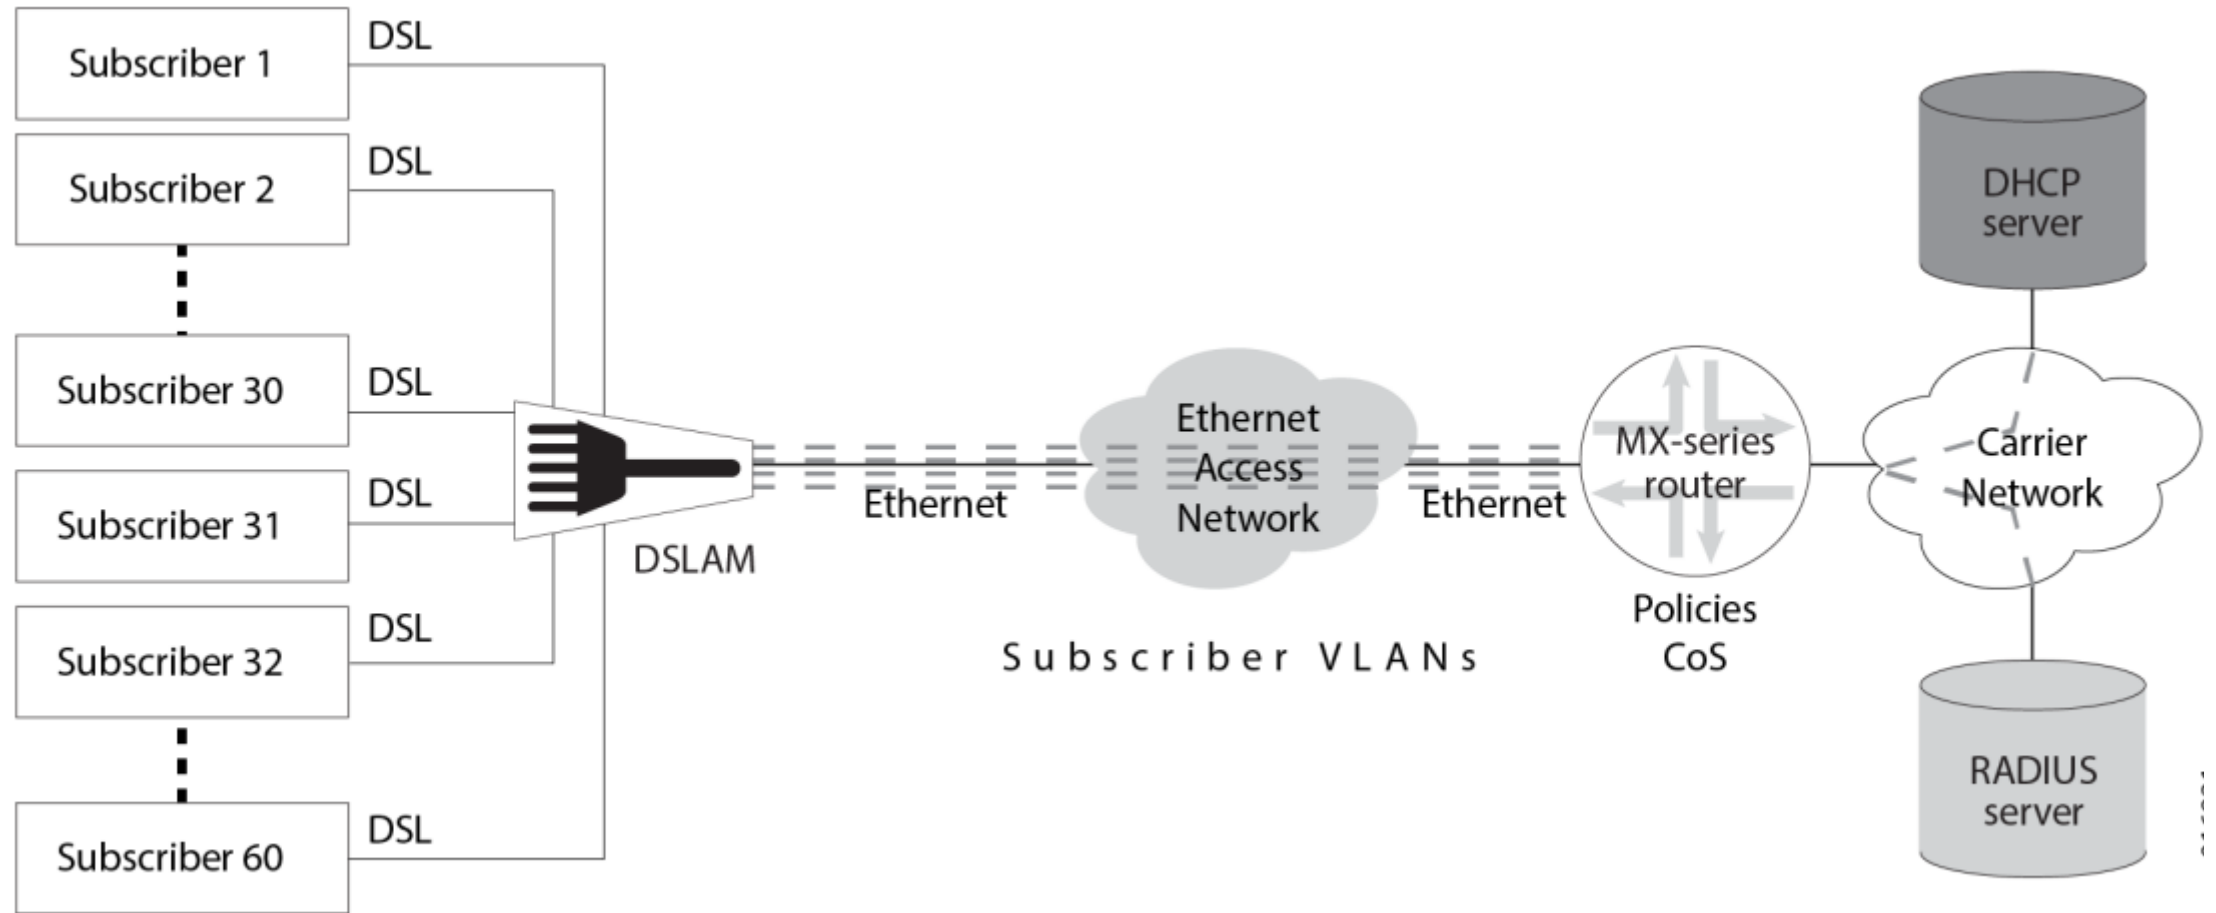 Subscriber 1
DSL
Subscriber 2
DSL
Subscriber 30
DSL
Subscriber 31
DSL
Subscriber 32
DSL
Subscriber 60
DSL
DSLAM
Ethernet
Ethernet
Access
Network
Ethernet
Subscriber VLANs
MX-series
router
Policies
CoS
DHCP
server
Carrier
Network
RADIUS
server